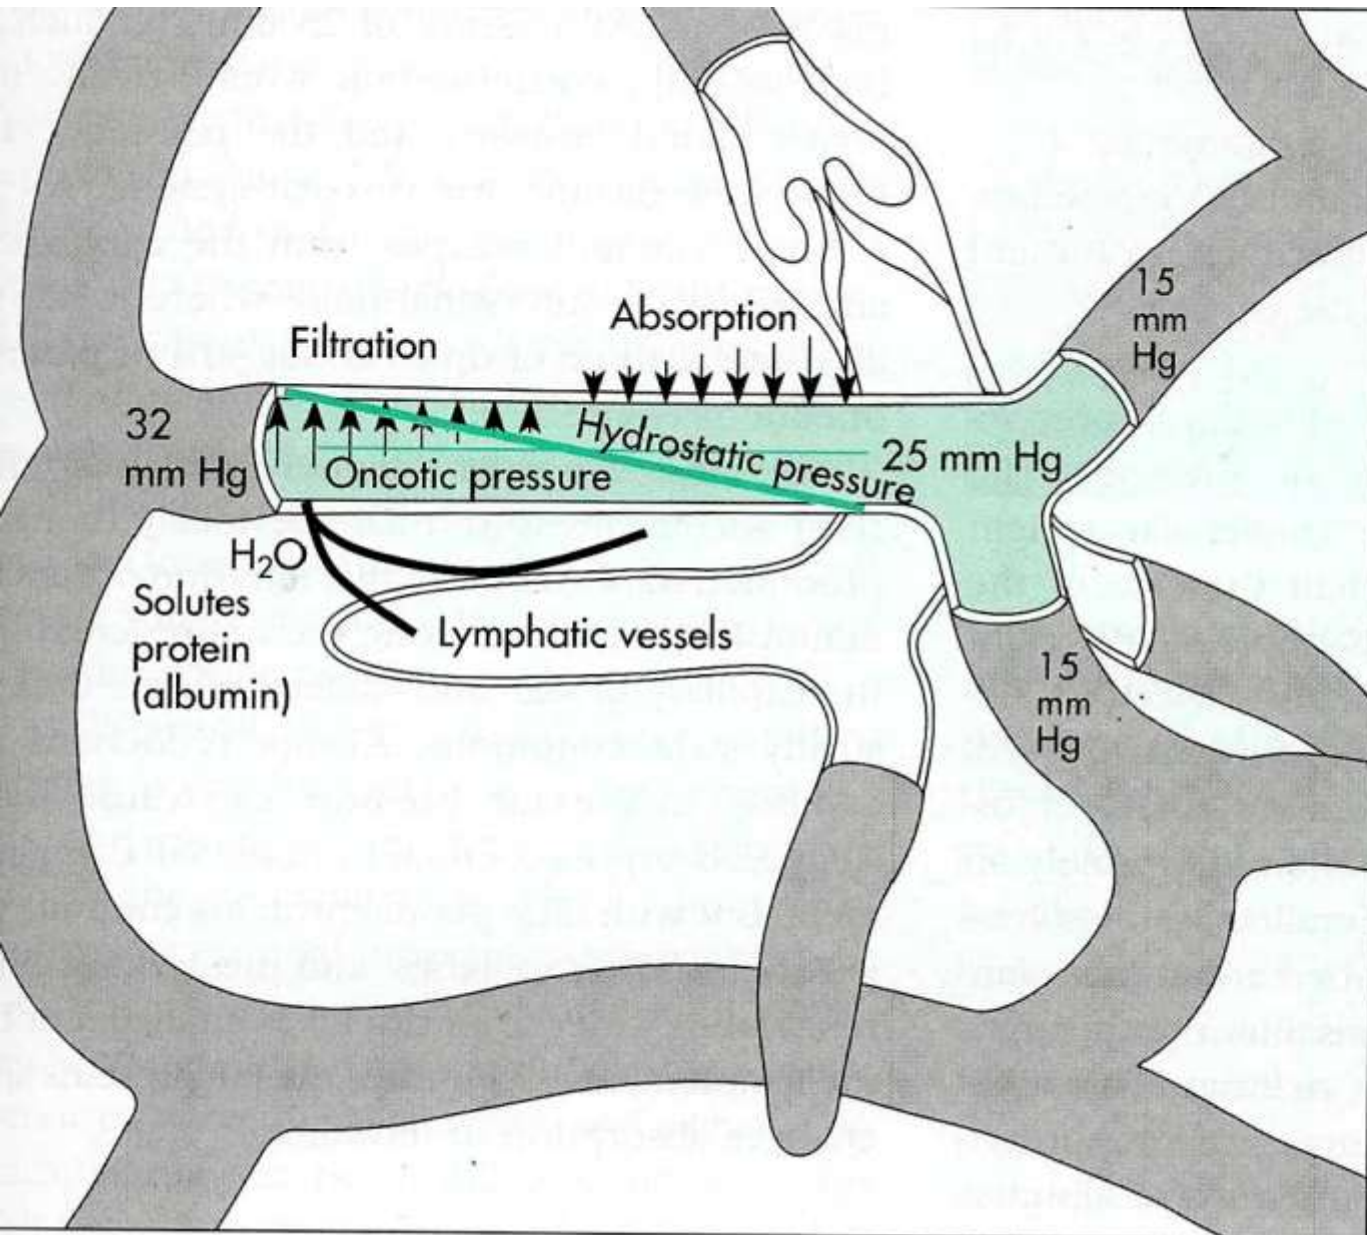 15
mm
Hg
Absorption
Filtration
32
mm Hg
Hydrostatic pressure
25 mm Hg
Oncotic pressure
H₂O
Solutes
protein
(albumin)
Lymphatic vessels
15
mm
Hg